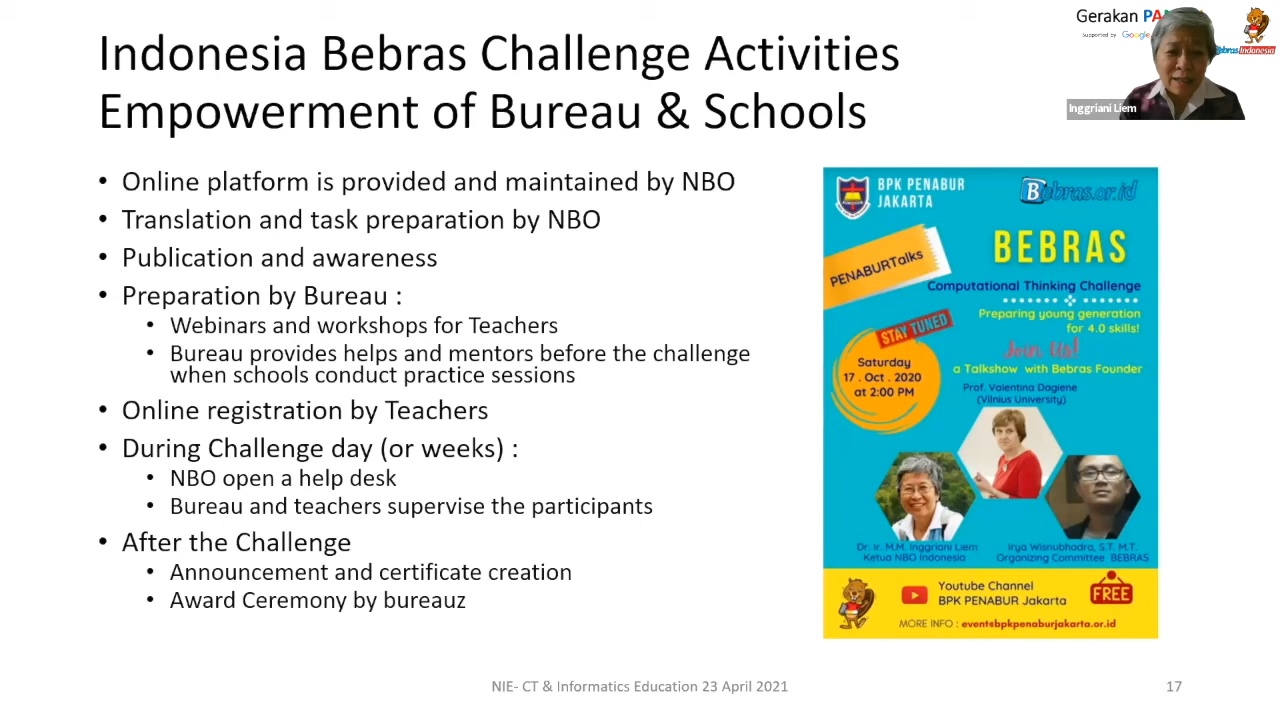 Indonesia Bebras Challenge Activities
Empowerment of Bureau & Schools
Gerakan
supported by Google
Bebras Indonesia
Inggriani Liem
• Online platform is provided and maintained by NBO
• Translation and task preparation by NBO
• Publication and awareness
• Preparation by Bureau :
• Webinars and workshops for Teachers
• Bureau provides helps and mentors before the challenge
when schools conduct practice sessions
• Online registration by Teachers
• During Challenge day (or weeks) :
• NBO open a help desk
• Bureau and teachers supervise the participants
• After the Challenge
• Announcement and certificate creation
• Award Ceremony by bureauz
BPK PENABUR
JAKARTA
Bebras.or.id
PENABURTalks
BEBRAS
Computational Thinking Challenge
Preparing young generation
for 4.0 skills!
STAY TUNED
Join Us!
a Talkshow with Bebras Founder
Saturday
17 . Oct . 2020
at 2:00 PM
Prof. Valentina Dagiene
(Vilnius University)
Dr. Ir. M.M. Inggriani Liem
Ketua NBO Indonesia
Irya Wisnubhadra, S.T. M.T.
Organizing Committee BEBRAS
Youtube Channel
BPK PENABUR Jakarta
FREE
MORE INFO : event@bpkpenaburjakarta.or.id
NIE- CT & Informatics Education 23 April 2021
17